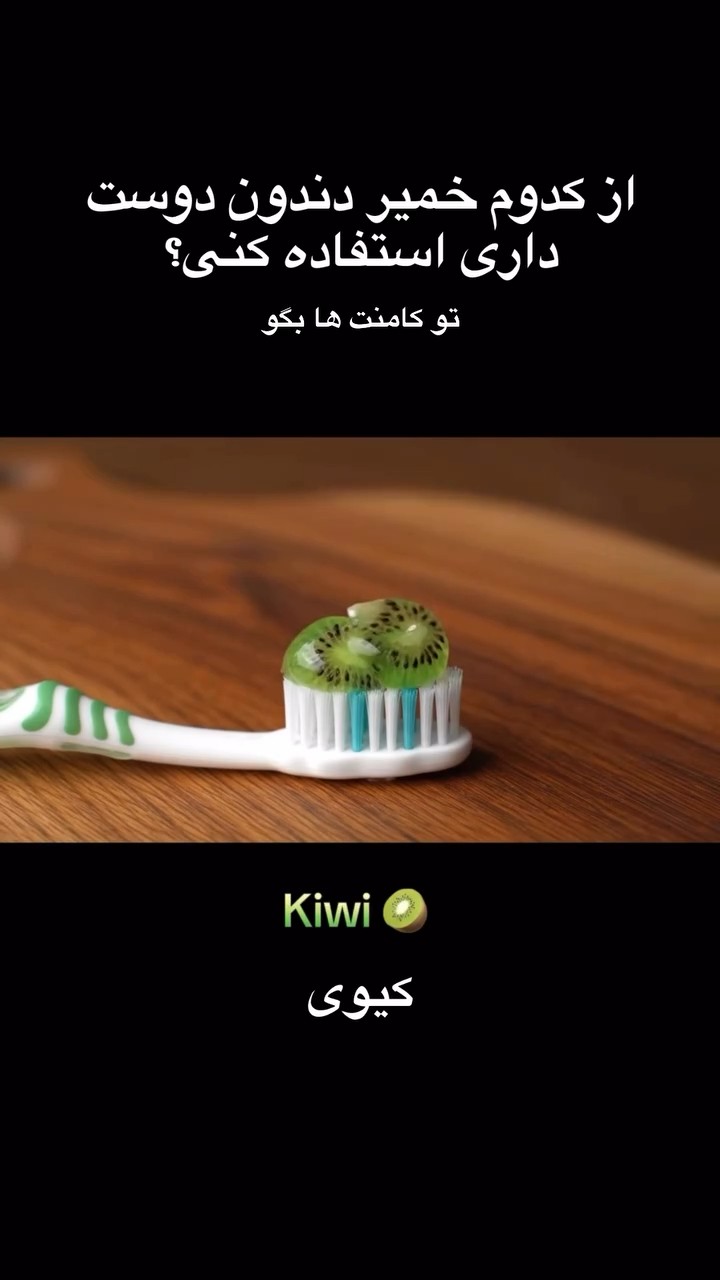 از کدوم خمیر دندون دوست
داری استفاده کنی؟
تو کامنت ها بگو
Kiwi 🥝
کیوی